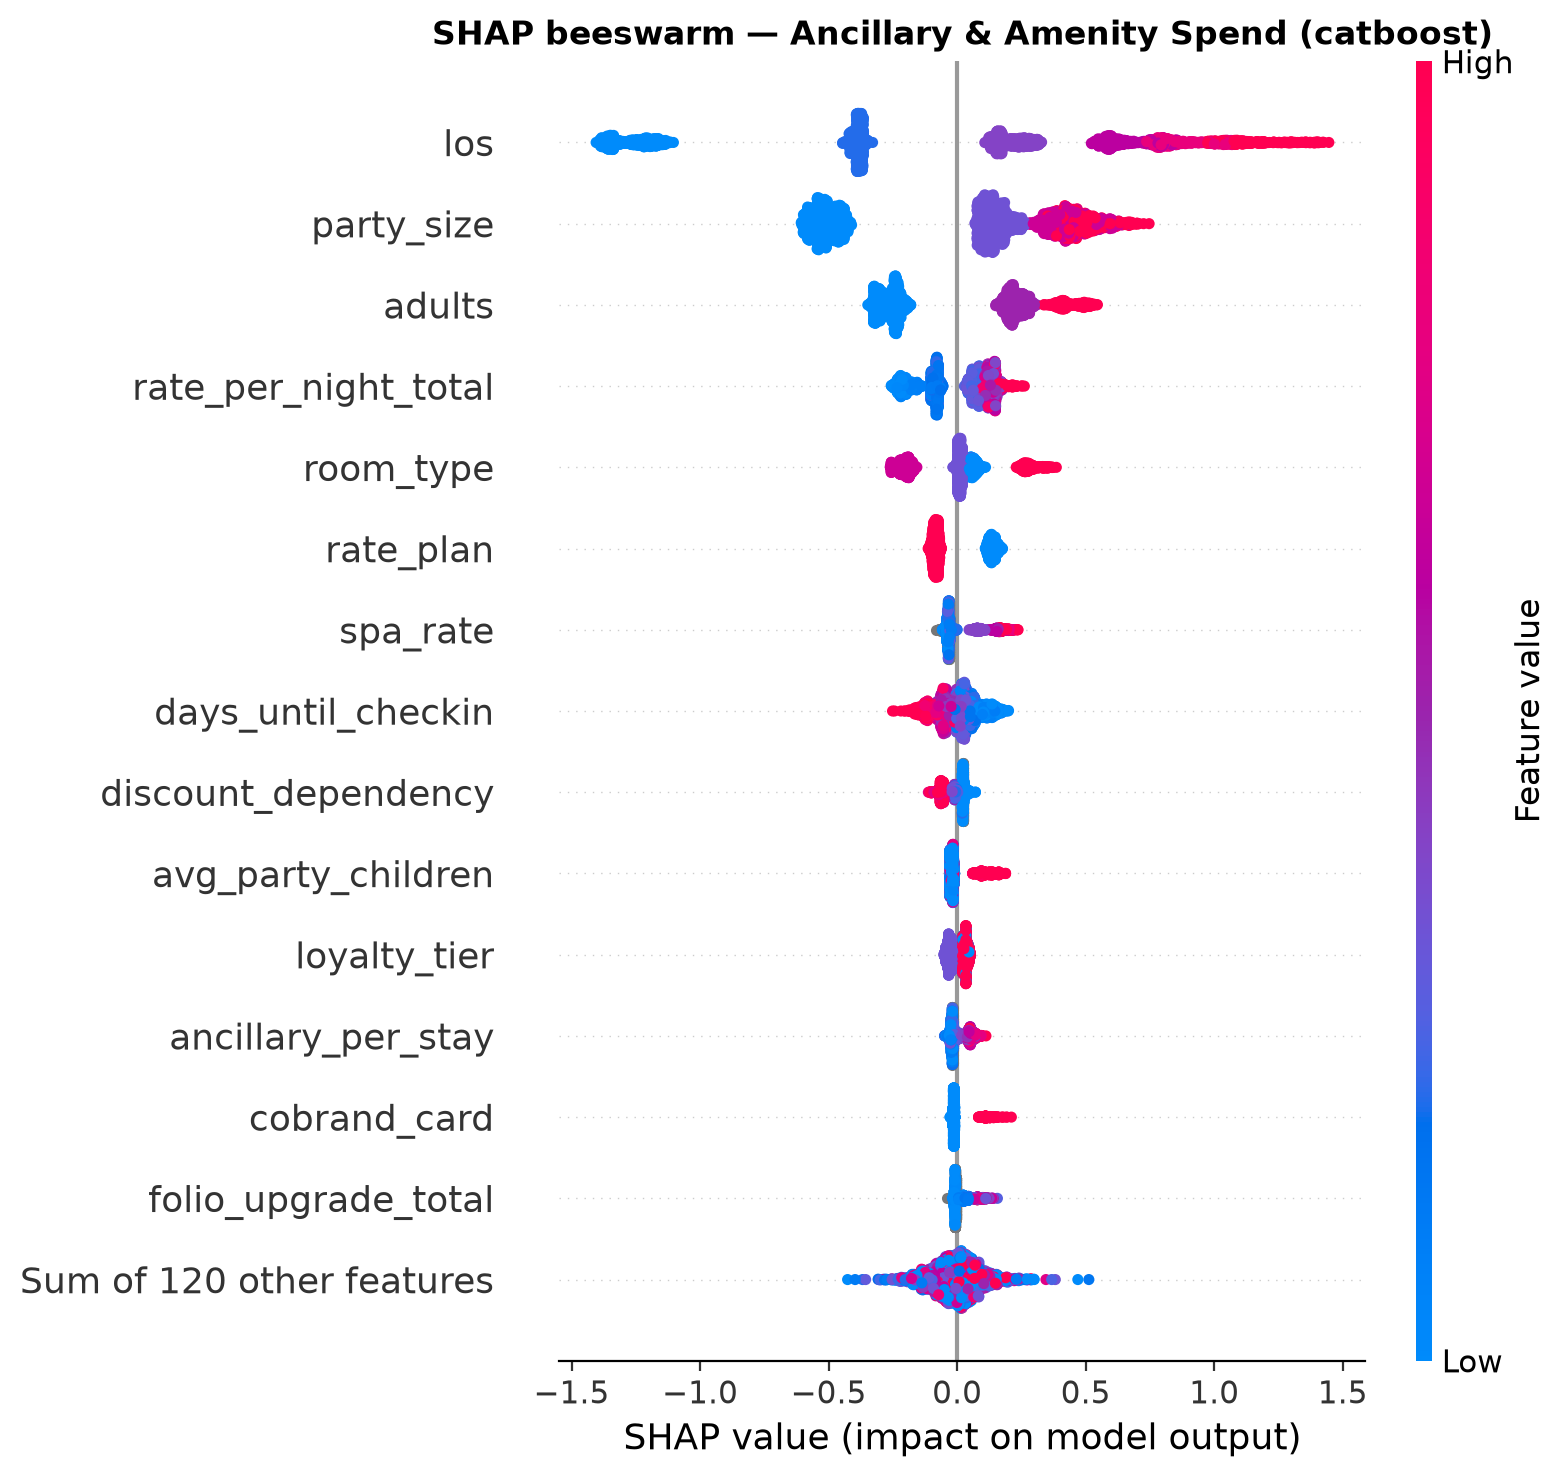 SHAP beeswarm — Ancillary & Amenity Spend (catboost)
High
los
party_size
adults
rate_per_night_total
room_type
rate_plan
spa_rate
days_until_checkin
discount_dependency
avg_party_children
loyalty_tier
ancillary_per_stay
cobrand_card
folio_upgrade_total
Sum of 120 other features
Feature value
Low
−1.5 −1.0 −0.5 0.0 0.5 1.0 1.5
SHAP value (impact on model output)